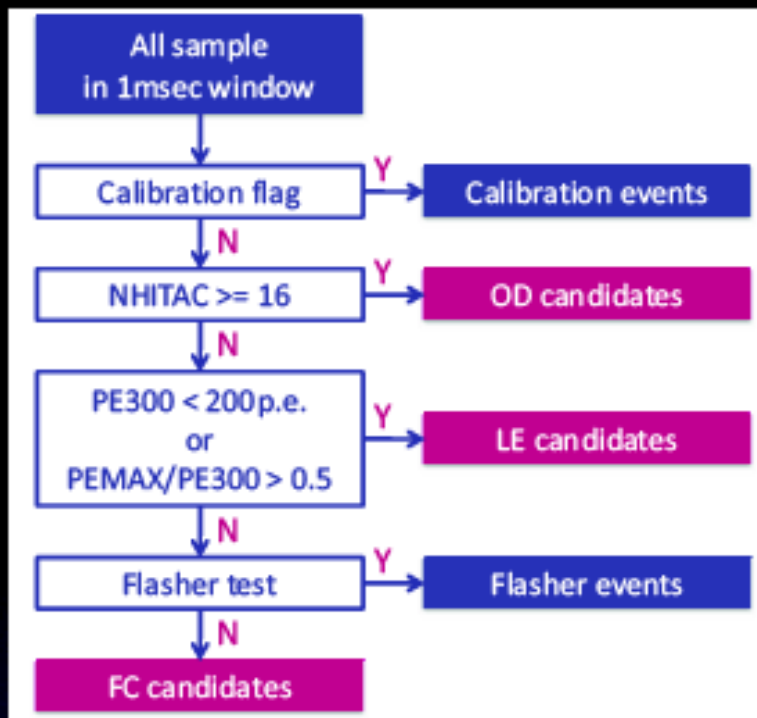 All sample
in 1msec window
Calibration flag
Y
Calibration events
N
NHITAC >= 16
Y
OD candidates
N
PE300 < 200p.e.
or
PEMAX/PE300 > 0.5
Y
LE candidates
N
Flasher test
Y
Flasher events
N
FC candidates